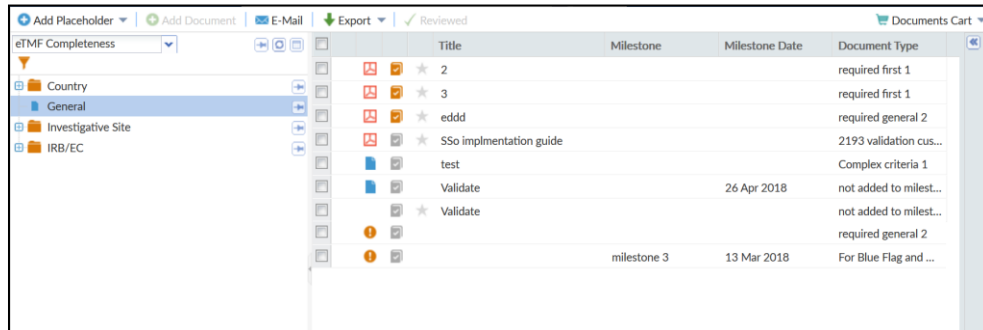 Add Placeholder Add Document E-Mail Export Reviewed Documents Cart
eTMF Completeness
Title Milestone Milestone Date Document Type
Country
General
Investigative Site
IRB/EC
2 required first 1
3 required first 1
eddd required general 2
SSo implmentation guide 2193 validation cus...
test Complex criteria 1
Validate 26 Apr 2018 not added to milest...
Validate not added to milest...
required general 2
milestone 3 13 Mar 2018 For Blue Flag and ...